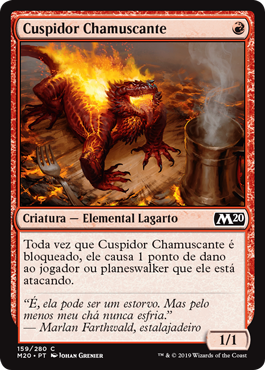 Cuspidor Chamuscante
Criatura — Elemental Lagarto
M20
Toda vez que Cuspidor Chamuscante é
bloqueado, ele causa 1 ponto de dano
ao jogador ou planeswalker que ele está
atacando.
“É, ela pode ser um estorvo. Mas pelo
menos meu chá nunca esfria.”
— Marlan Farthwald, estalajadeiro
1/1
159/280 C
M20 • PT Johan Grenier
™ & © 2019 Wizards of the Coast